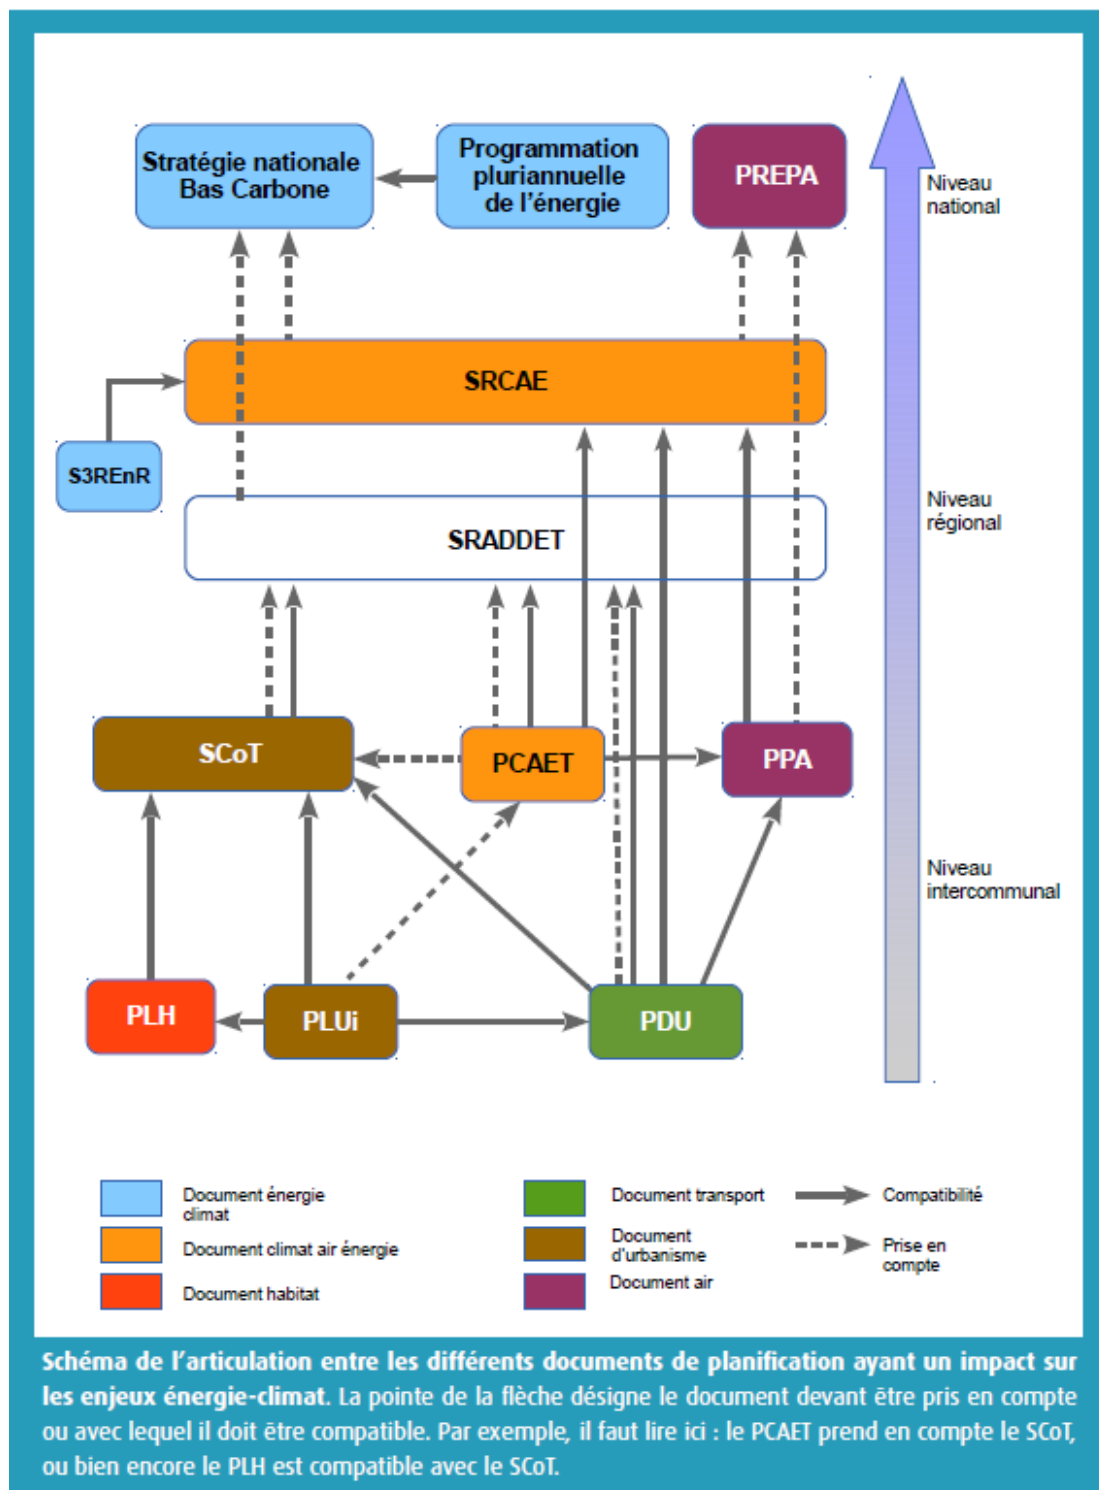 Stratégie nationale
Bas Carbone
Programmation
pluriannuelle
de l'énergie
PREPA
Niveau
national
SRCAE
S3REnR
SRADDET
Niveau
régional
SCoT
PCAET
PPA
Niveau
intercommunal
PLH
PLUi
PDU
Document énergie
climat
Document climat air énergie
Document habitat
Document transport
Document
d'urbanisme
Document air
Compatibilité
Prise en
compte
Schéma de l'articulation entre les différents documents de planification ayant un impact sur
les enjeux énergie-climat. La pointe de la flèche désigne le document devant être pris en compte
ou avec lequel il doit être compatible. Par exemple, il faut lire ici : le PCAET prend en compte le SCoT,
ou bien encore le PLH est compatible avec le SCoT.